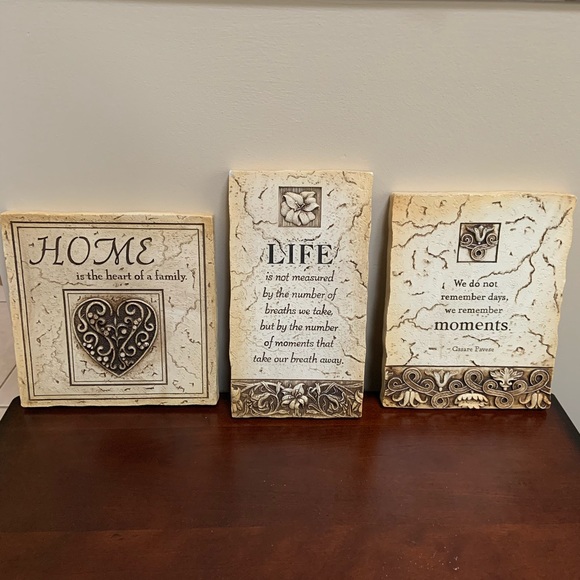 HOME
is the heart of a family.
LIFE
is not measured
by the number of
breaths we take,
but by the number
of moments that
take our breath away.
We do not
remember days,
we remember
moments.
— Cesare Pavese